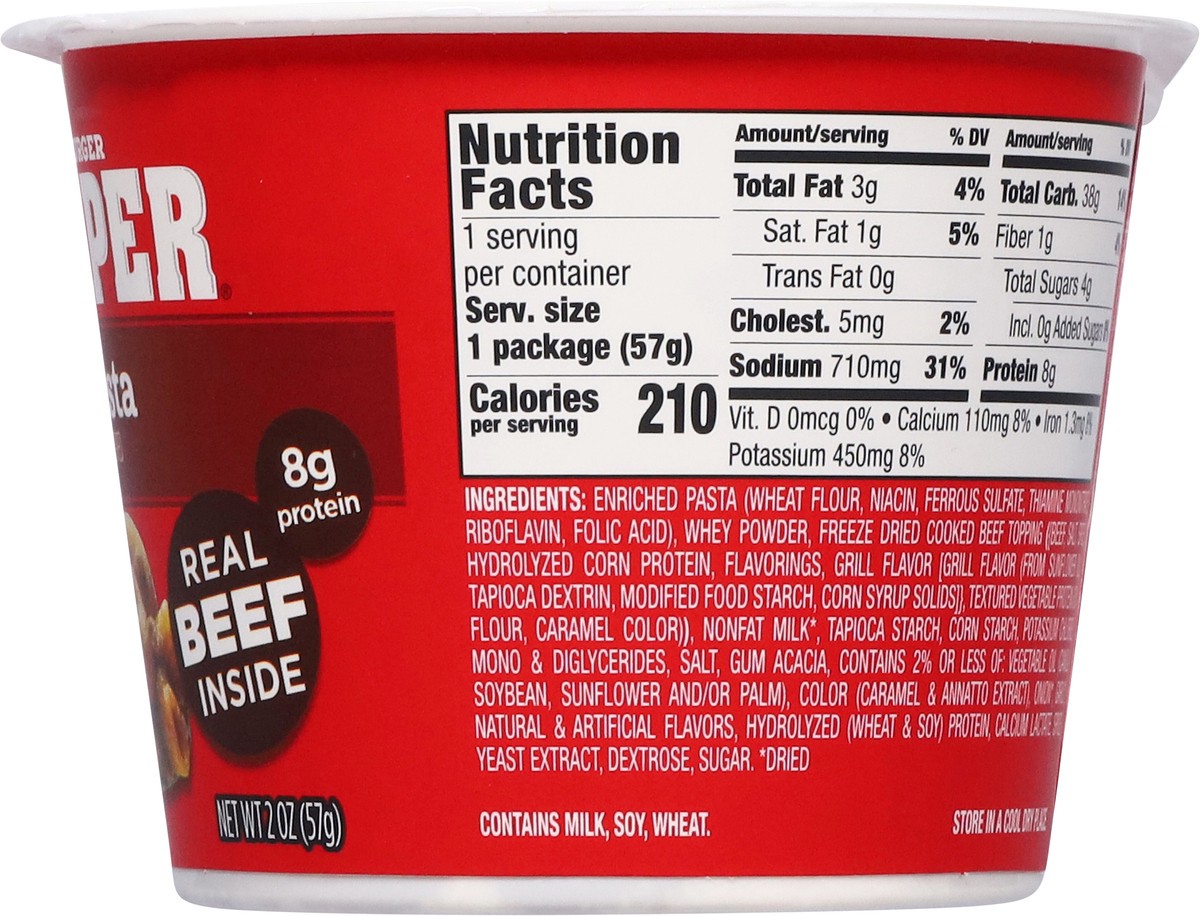 PER®
8g
protein
REAL
BEEF
INSIDE
NET WT 2 OZ (57g)
Nutrition
Facts
1 serving
per container
Serv. size
1 package (57g)
Calories 210
per serving
Amount/serving % DV
Total Fat 3g 4%
Sat. Fat 1g 5%
Trans Fat 0g
Cholest. 5mg 2%
Sodium 710mg 31%
Amount/serving
Total Carb. 38g
Fiber 1g
Total Sugars 4g
Incl. 0g Added Sugars
Protein 8g
Vit. D 0mcg 0% • Calcium 110mg 8% • Iron 1.3mg
Potassium 450mg 8%
INGREDIENTS: ENRICHED PASTA (WHEAT FLOUR, NIACIN, FERROUS SULFATE, THIAMINE
RIBOFLAVIN, FOLIC ACID), WHEY POWDER, FREEZE DRIED COOKED BEEF TOPPING ((BEEF,
HYDROLYZED CORN PROTEIN, FLAVORINGS, GRILL FLAVOR [GRILL FLAVOR (FROM SUNFLOWER
TAPIOCA DEXTRIN, MODIFIED FOOD STARCH, CORN SYRUP SOLIDS)], TEXTURED VEGETABLE PROTEIN
FLOUR, CARAMEL COLOR)), NONFAT MILK*, TAPIOCA STARCH, CORN STARCH, POTASSIUM
MONO & DIGLYCERIDES, SALT, GUM ACACIA, CONTAINS 2% OR LESS OF: VEGETABLE OIL
SOYBEAN, SUNFLOWER AND/OR PALM), COLOR (CARAMEL & ANNATTO EXTRACT),
NATURAL & ARTIFICIAL FLAVORS, HYDROLYZED (WHEAT & SOY) PROTEIN, CALCIUM LACTATE,
YEAST EXTRACT, DEXTROSE, SUGAR. *DRIED
CONTAINS MILK, SOY, WHEAT.
STORE IN A COOL DRY PLACE